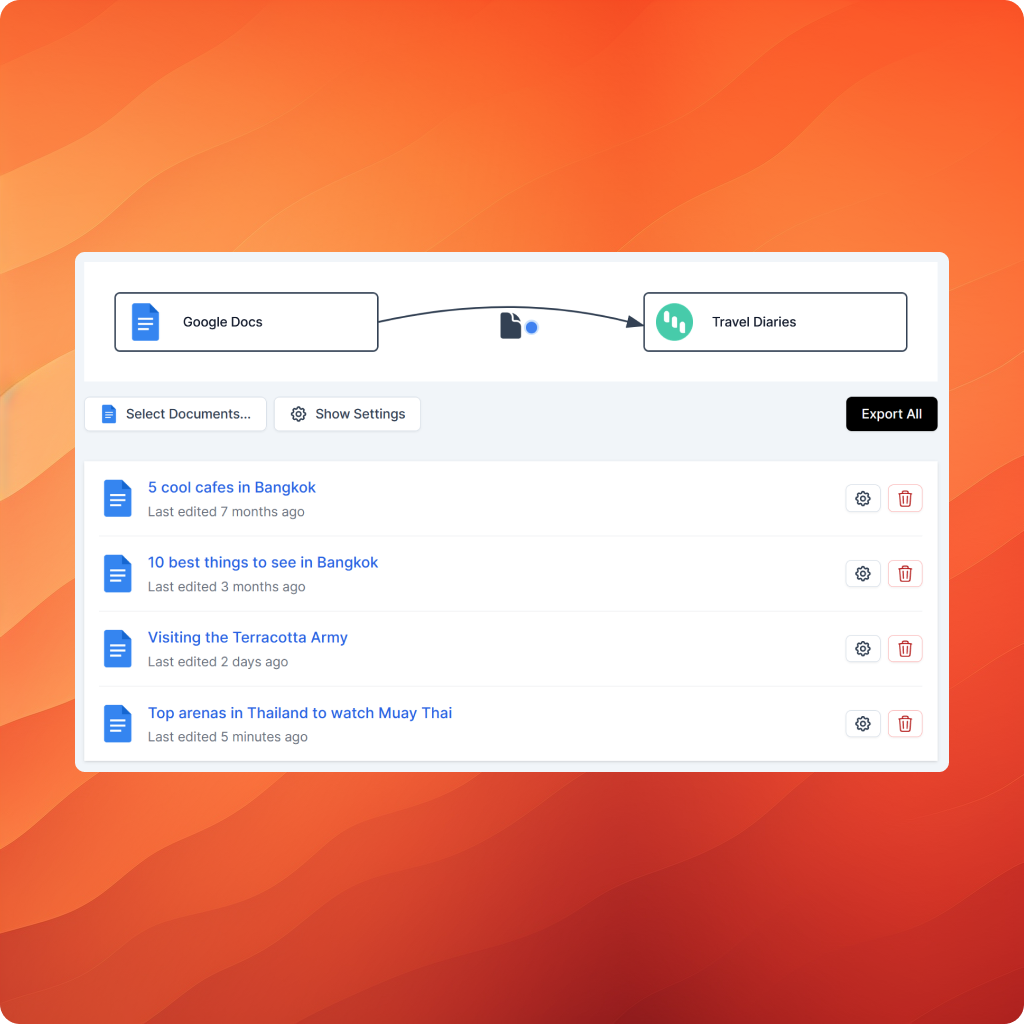 Google Docs
Travel Diaries
Select Documents...
Show Settings
Export All
5 cool cafes in Bangkok
Last edited 7 months ago
10 best things to see in Bangkok
Last edited 3 months ago
Visiting the Terracotta Army
Last edited 2 days ago
Top arenas in Thailand to watch Muay Thai
Last edited 5 minutes ago